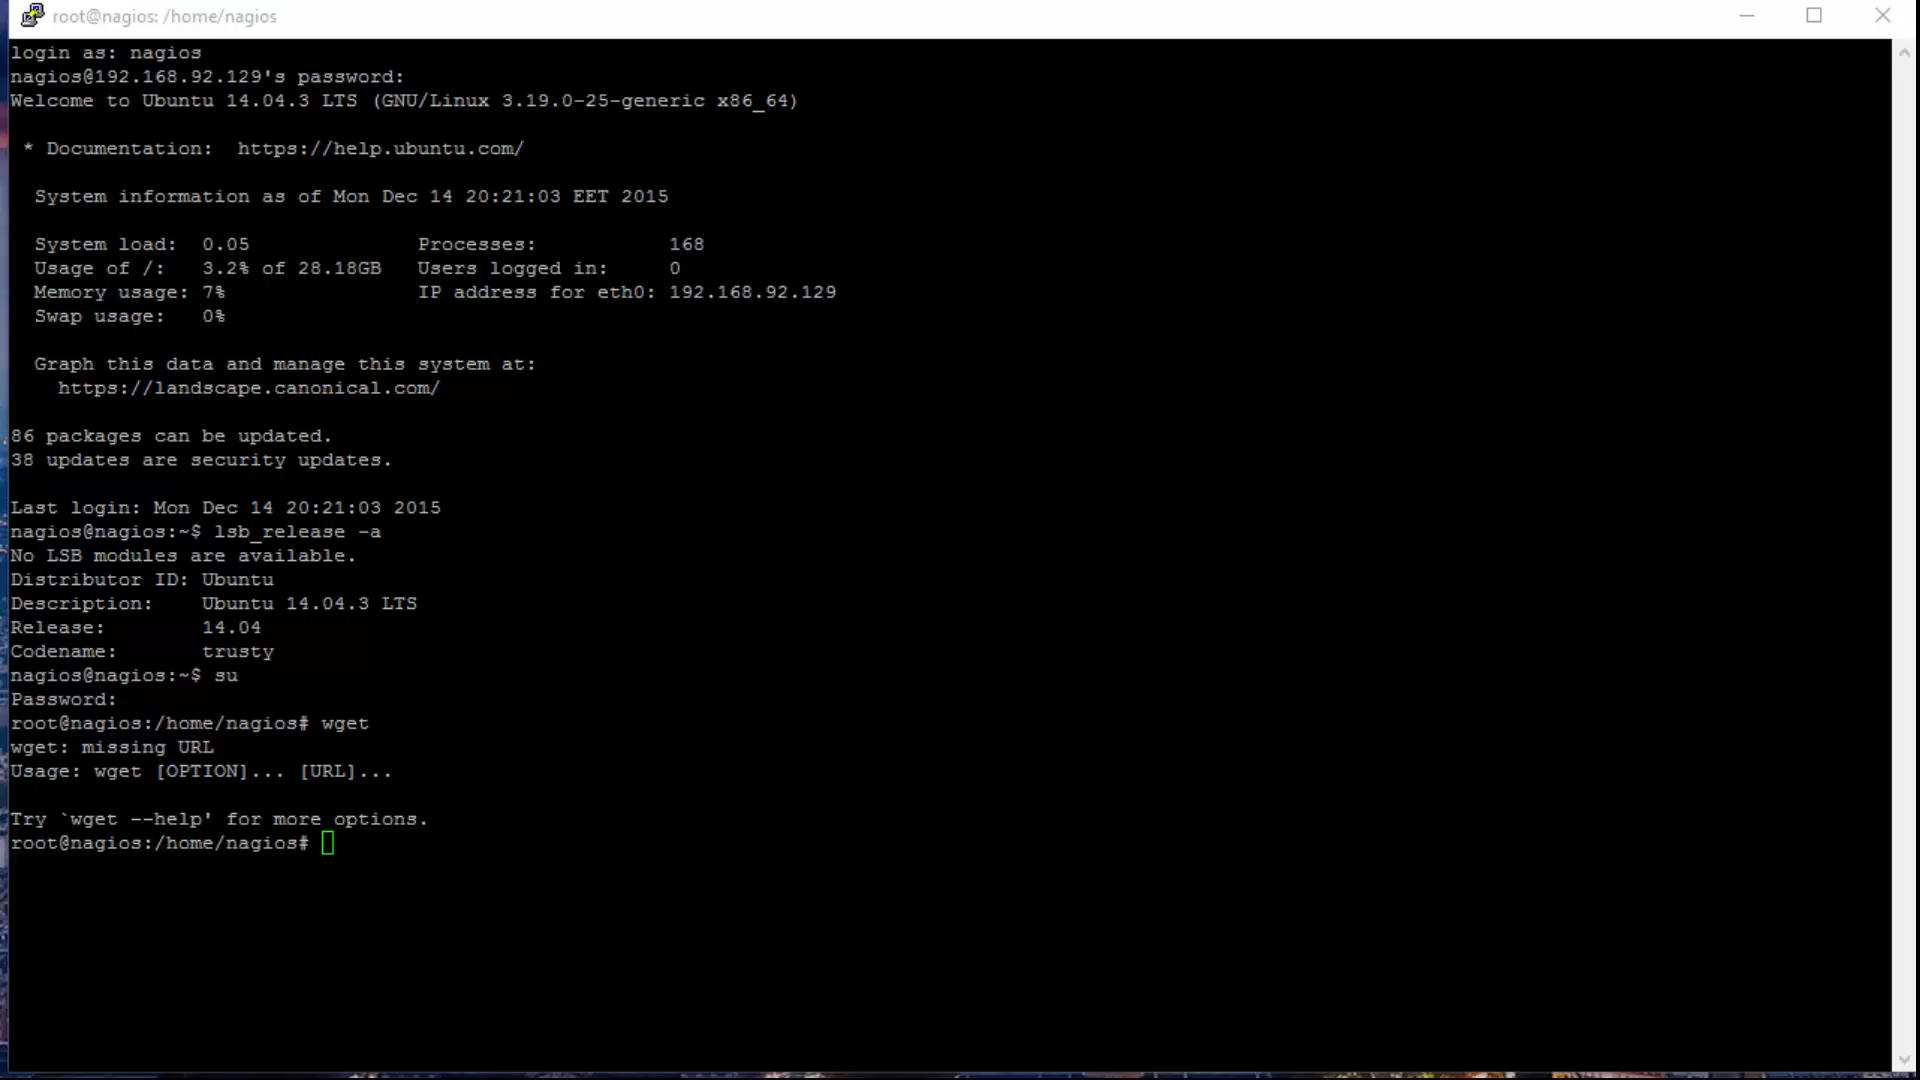 root@nagios: /home/nagios
login as: nagios
nagios@192.168.92.129's password:
Welcome to Ubuntu 14.04.3 LTS (GNU/Linux 3.19.0-25-generic x86_64)
* Documentation:  https://help.ubuntu.com/
System information as of Mon Dec 14 20:21:03 EET 2015
System load:  0.05              Processes:           168
Usage of /:   3.2% of 28.18GB   Users logged in:     0
Memory usage: 7%                IP address for eth0: 192.168.92.129
Swap usage:   0%
Graph this data and manage this system at:
https://landscape.canonical.com/
86 packages can be updated.
38 updates are security updates.
Last login: Mon Dec 14 20:21:03 2015
nagios@nagios:~$ lsb_release -a
No LSB modules are available.
Distributor ID: Ubuntu
Description:    Ubuntu 14.04.3 LTS
Release:        14.04
Codename:       trusty
nagios@nagios:~$ su
Password:
root@nagios:/home/nagios# wget
wget: missing URL
Usage: wget [OPTION]... [URL]...
Try `wget --help' for more options.
root@nagios:/home/nagios#